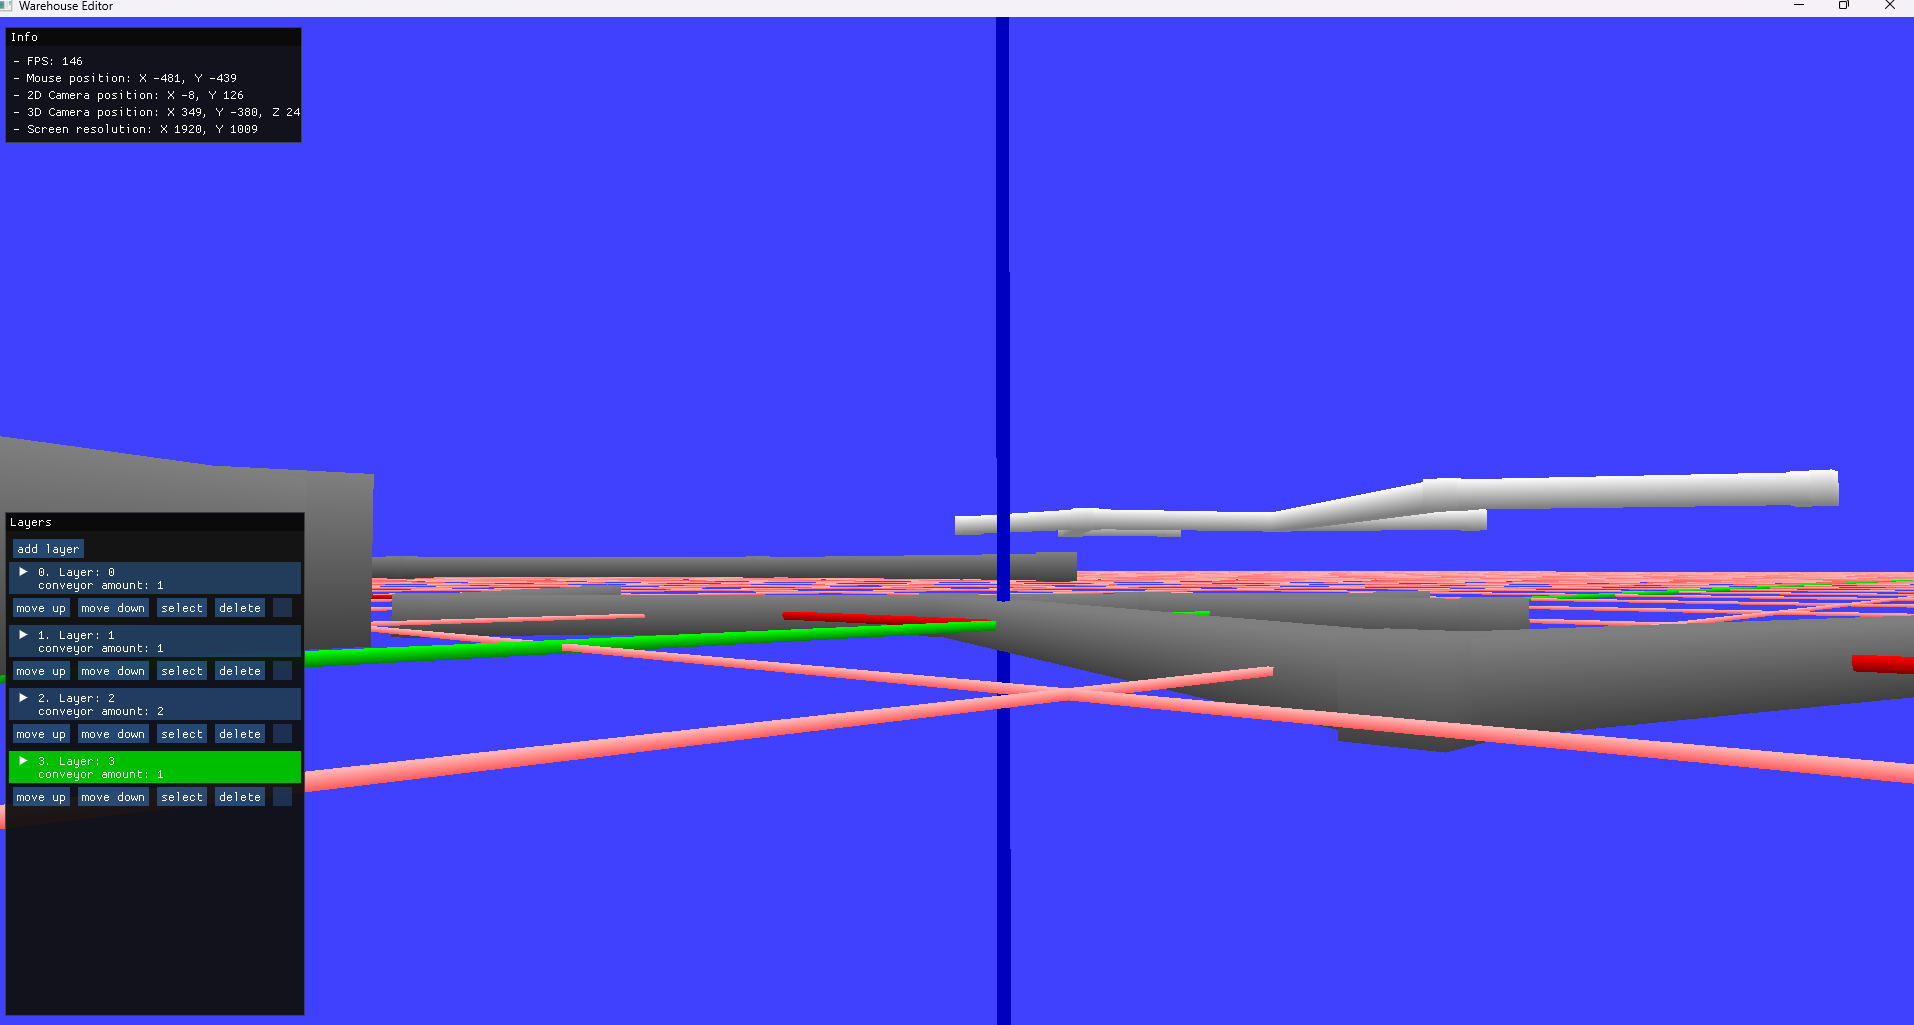 Warehouse Editor
Info
- FPS: 146
- Mouse position: X -481, Y -439
- 2D Camera position: X -8, Y 126
- 3D Camera position: X 349, Y -380, Z 24
- Screen resolution: X 1920, Y 1009
Layers
add layer
0. Layer: 0
conveyor amount: 1
move up move down select delete
1. Layer: 1
conveyor amount: 1
move up move down select delete
2. Layer: 2
conveyor amount: 2
move up move down select delete
3. Layer: 3
conveyor amount: 1
move up move down select delete